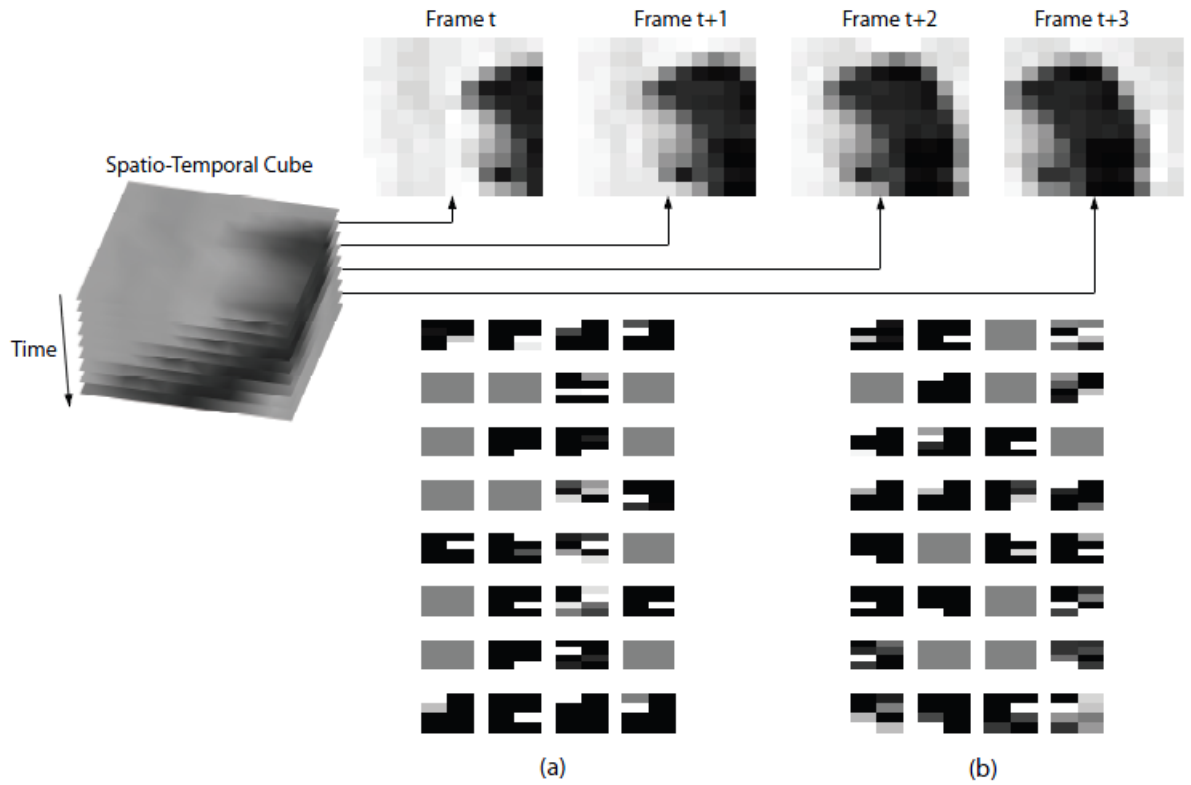 Frame t
Frame t+1
Frame t+2
Frame t+3
Spatio-Temporal Cube
Time
(a)
(b)